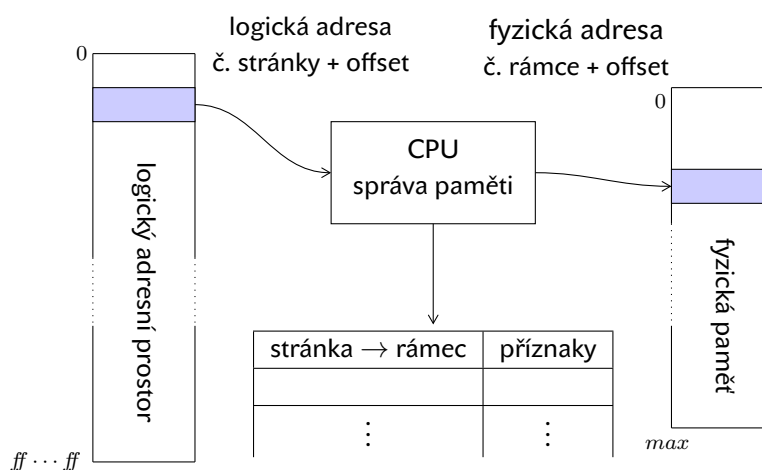 logická adresa
č. stránky + offset
fyzická adresa
č. rámce + offset
0
0
CPU
správa paměti
logický adresní prostor
fyzická paměť
stránka → rámec
příznaky
⋮
⋮
ff ··· ff
max